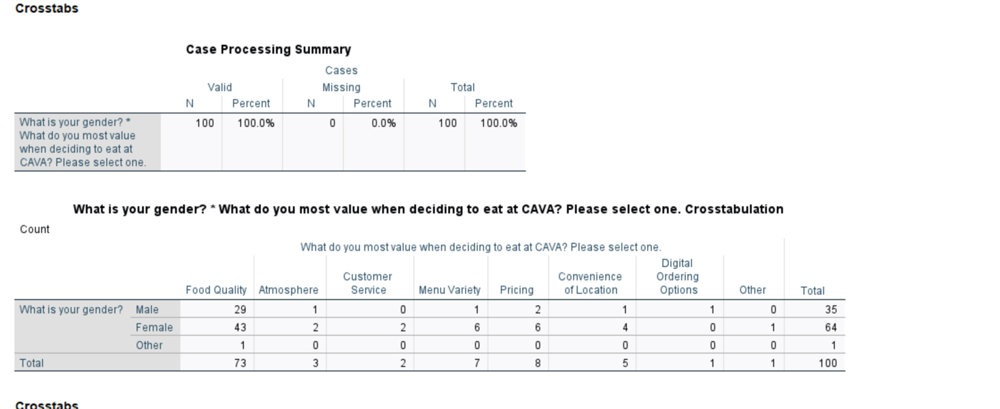 Crosstabs
Case Processing Summary
Cases
Valid Missing Total
N Percent N Percent N Percent
What is your gender? * 100 100.0% 0 0.0% 100 100.0%
What do you most value
when deciding to eat at
CAVA? Please select one.
What is your gender? * What do you most value when deciding to eat at CAVA? Please select one. Crosstabulation
Count
What do you most value when deciding to eat at CAVA? Please select one.
Digital
Customer Convenience Ordering
Food Quality Atmosphere Service Menu Variety Pricing of Location Options Other Total
What is your gender? Male 29 1 0 1 2 1 1 0 35
Female 43 2 2 6 6 4 0 1 64
Other 1 0 0 0 0 0 0 0 1
Total 73 3 2 7 8 5 1 1 100
Crosstabs